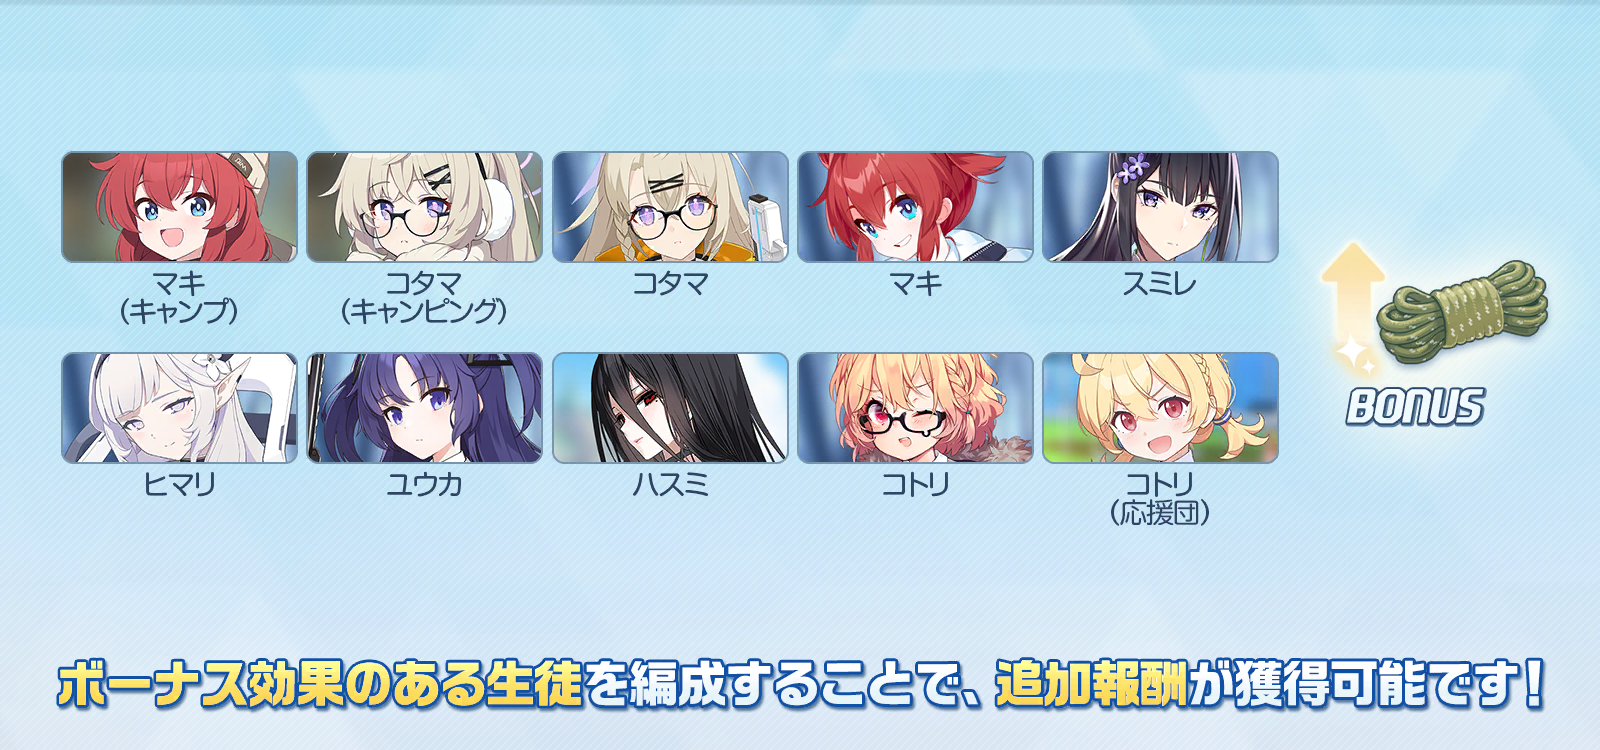 マキ
(キャンプ)
コタマ
(キャンピング)
コタマ
マキ
スミレ
BONUS
ヒマリ
ユウカ
ハスミ
コトリ
コトリ
(応援団)
ボーナス効果のある生徒を編成することで、追加報酬が獲得可能です!